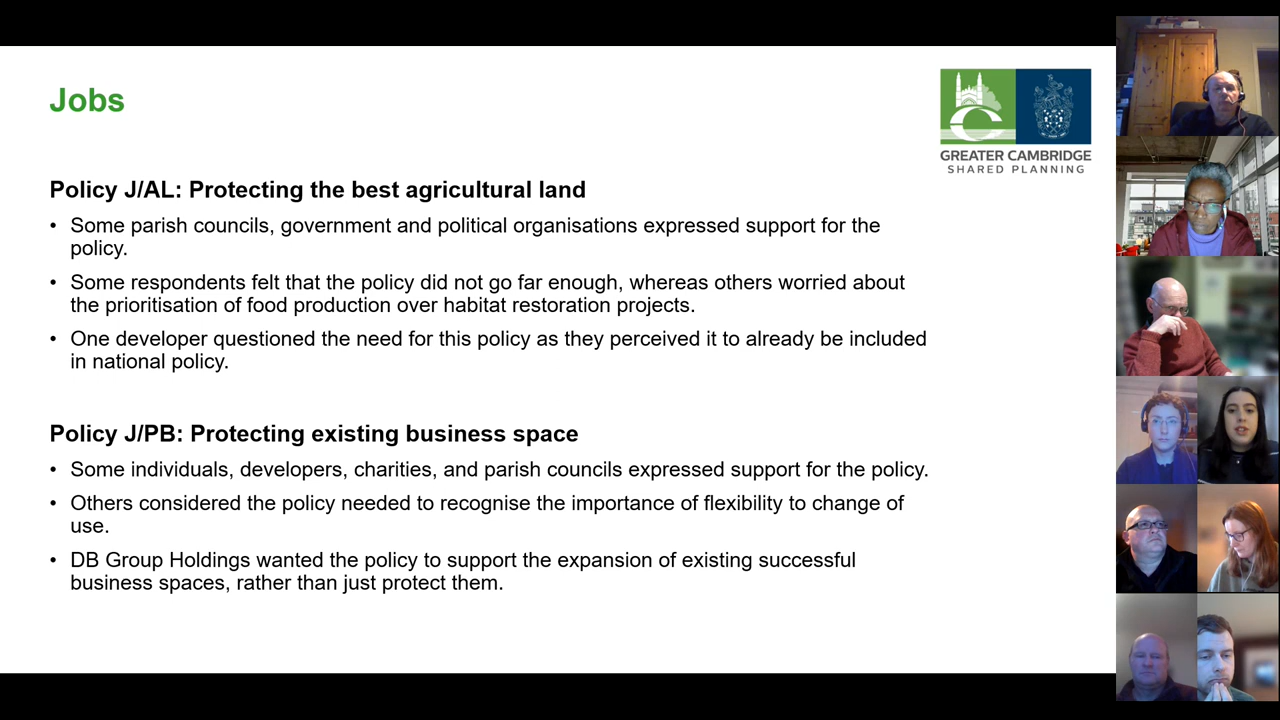 Jobs
GREATER CAMBRIDGE
SHARED PLANNING
Policy J/AL: Protecting the best agricultural land
• Some parish councils, government and political organisations expressed support for the
policy.
• Some respondents felt that the policy did not go far enough, whereas others worried about
the prioritisation of food production over habitat restoration projects.
• One developer questioned the need for this policy as they perceived it to already be included
in national policy.
Policy J/PB: Protecting existing business space
• Some individuals, developers, charities, and parish councils expressed support for the policy.
• Others considered the policy needed to recognise the importance of flexibility to change of
use.
• DB Group Holdings wanted the policy to support the expansion of existing successful
business spaces, rather than just protect them.